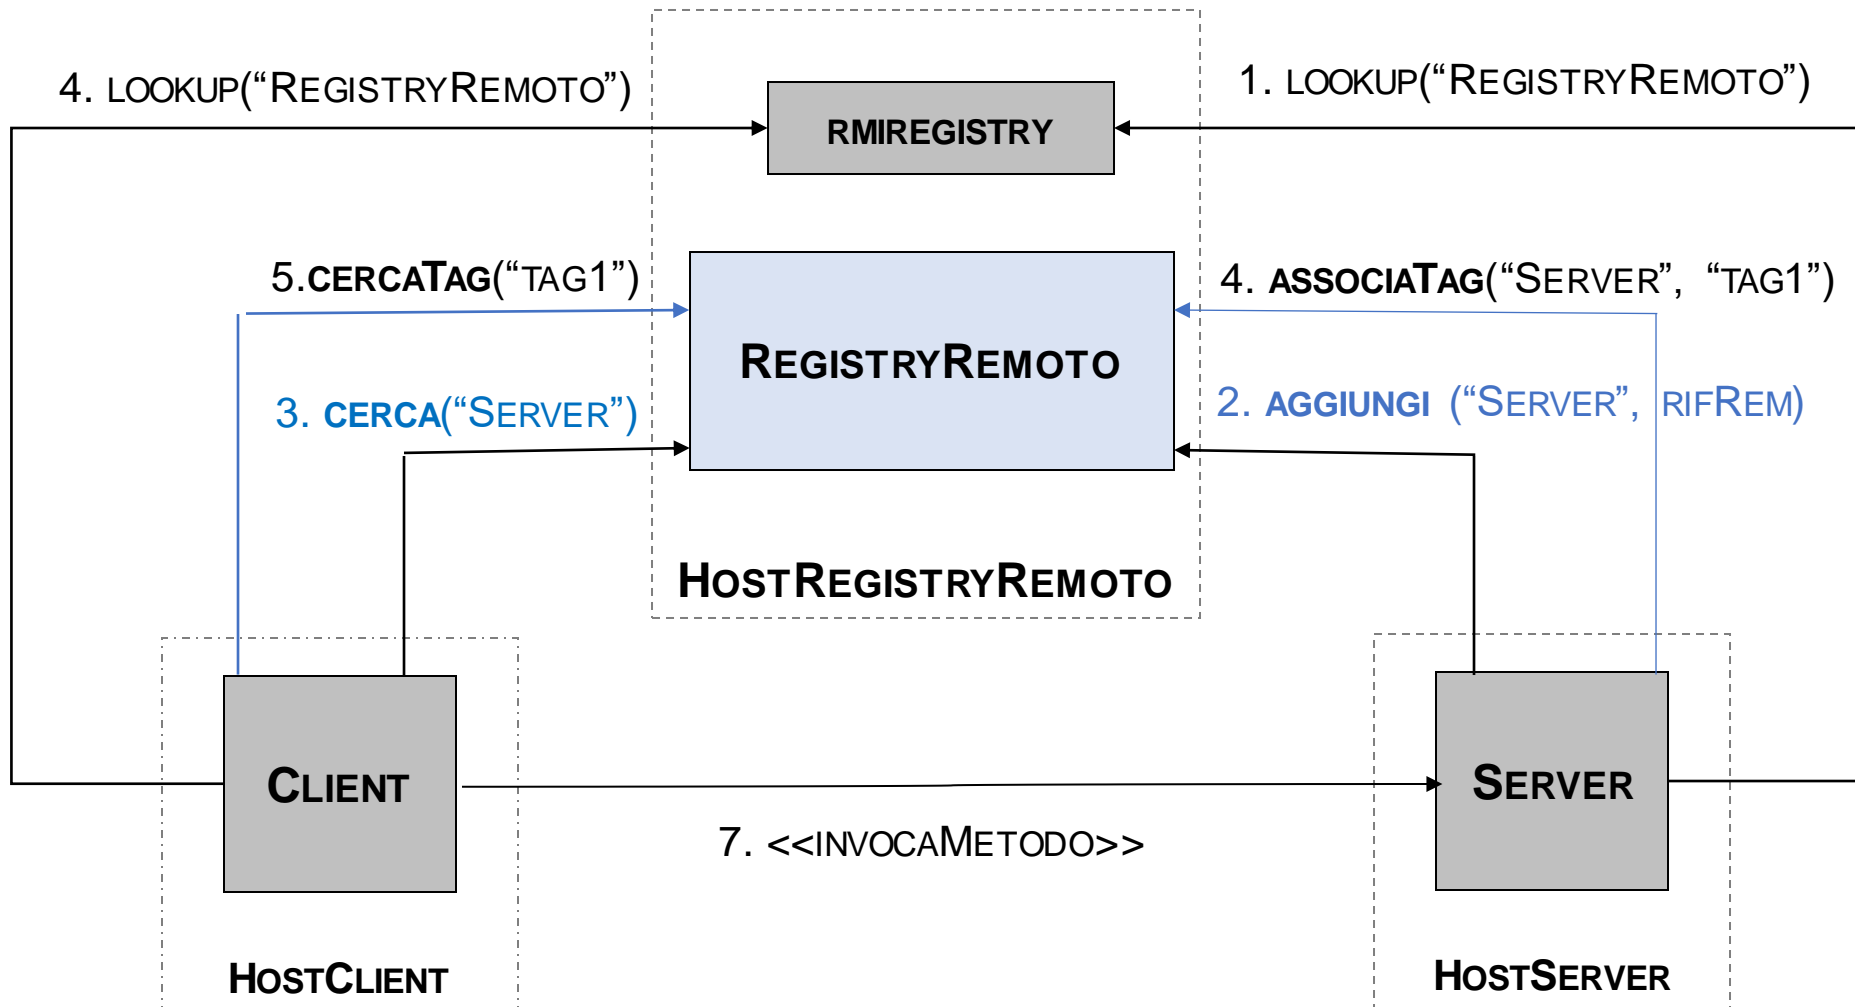 4. LOOKUP("REGISTRYREMOTO")
1. LOOKUP("REGISTRYREMOTO")
RMIREGISTRY
5.CERCATAG("TAG1")
4. ASSOCIATAG("SERVER", "TAG1")
REGISTRYREMOTO
3. CERCA("SERVER")
2. AGGIUNGI ("SERVER", RIFREM)
HOSTREGISTRYREMOTO
CLIENT
SERVER
7. <<INVOCAMETODO>>
HOSTCLIENT
HOSTSERVER